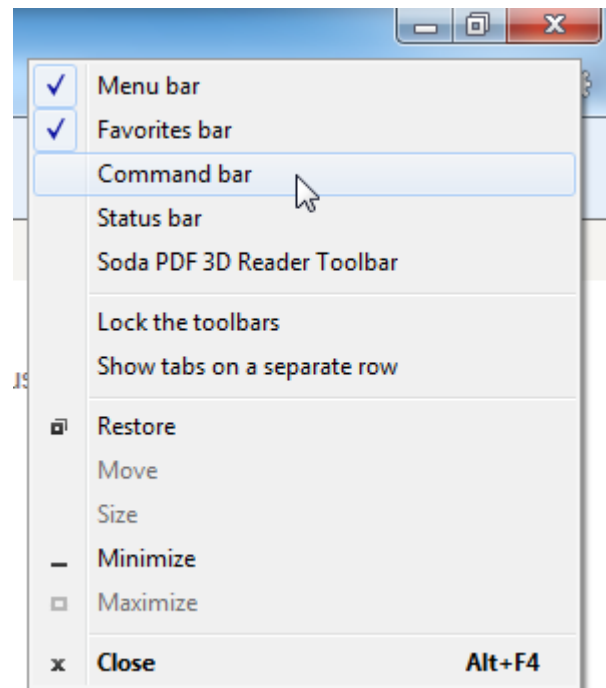 Menu bar
Favorites bar
Command bar
Status bar
Soda PDF 3D Reader Toolbar
Lock the toolbars
Show tabs on a separate row
Restore
Move
Size
Minimize
Maximize
Close Alt+F4